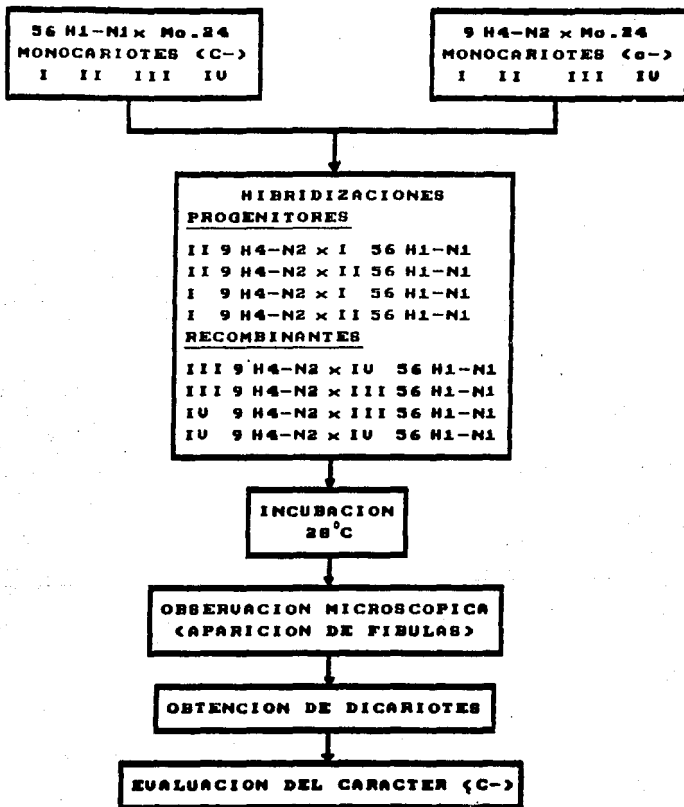 56 H1-N1x Mo.24
MONOCARIOTES (C-)
I II III IV
9 H4-N2 x Mo.24
MONOCARIOTES (c-)
I II III IV
HIBRIDIZACIONES
PROGENITORES
II 9 H4-N2 x I 56 H1-N1
II 9 H4-N2 x II 56 H1-N1
I 9 H4-N2 x I 56 H1-N1
I 9 H4-N2 x II 56 H1-N1
RECOMBINANTES
III 9 H4-N2 x IV 56 H1-N1
III 9 H4-N2 x III 56 H1-N1
IV 9 H4-N2 x III 56 H1-N1
IV 9 H4-N2 x IV 56 H1-N1
INCUBACION
28°C
OBSERVACION MICROSCOPICA
(APARICION DE FIBULAS)
OBTENCION DE DICARIOTES
EVALUACION DEL CARACTER (C-)